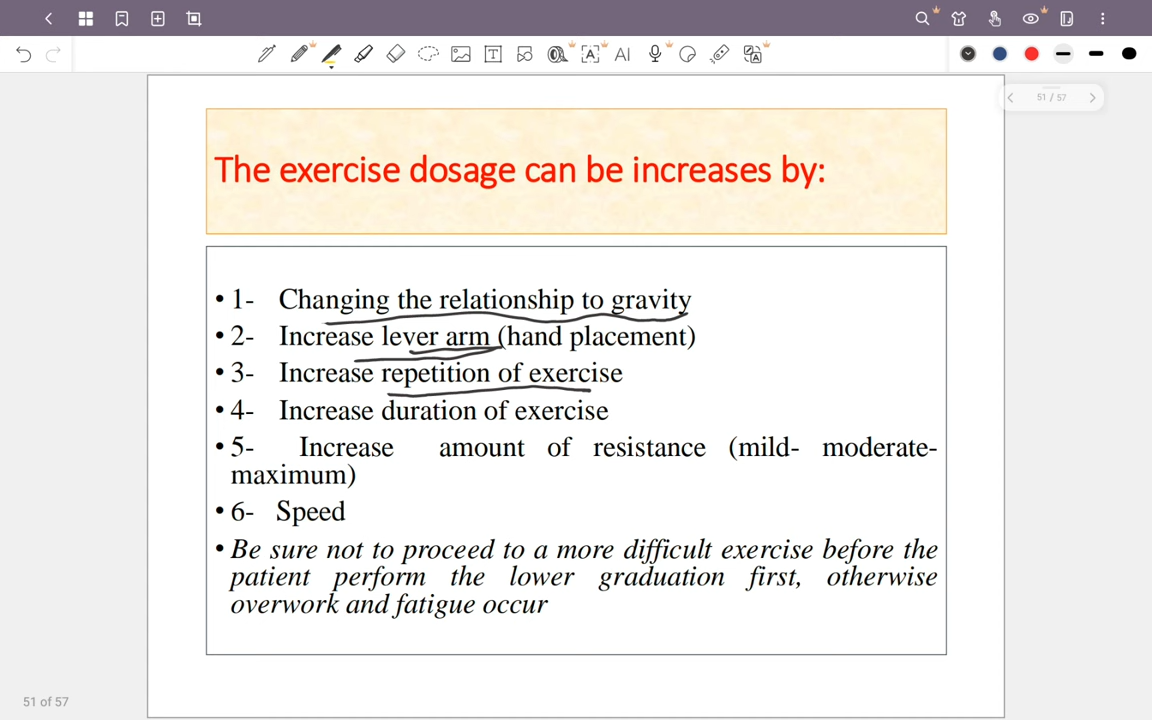 AI
51 / 57
The exercise dosage can be increases by:
• 1- Changing the relationship to gravity
• 2- Increase lever arm (hand placement)
• 3- Increase repetition of exercise
• 4- Increase duration of exercise
• 5- Increase amount of resistance (mild- moderate-
maximum)
• 6- Speed
• Be sure not to proceed to a more difficult exercise before the
patient perform the lower graduation first, otherwise
overwork and fatigue occur
51 of 57